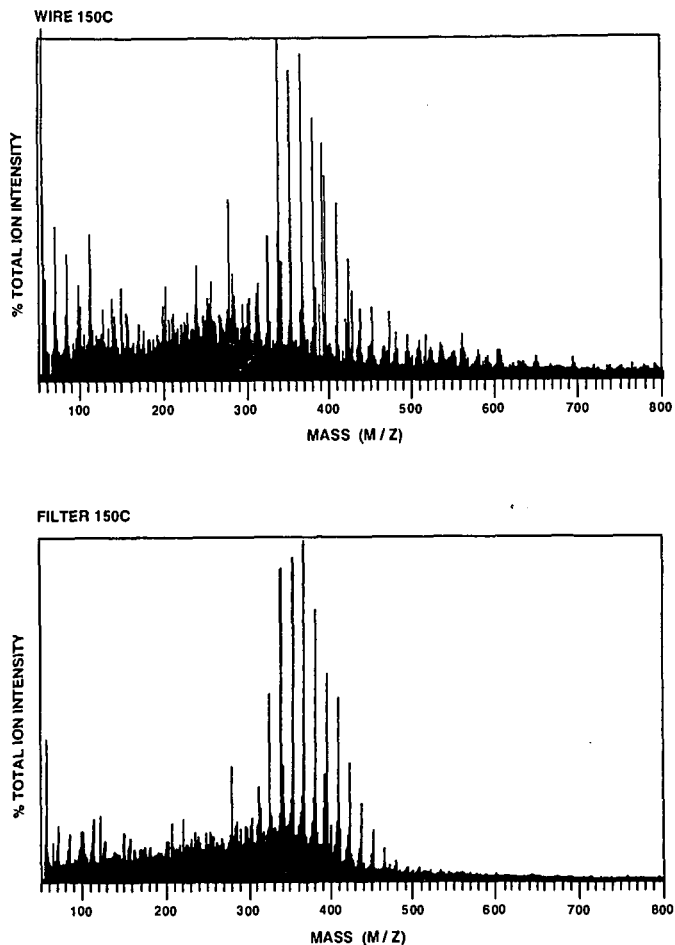 WIRE 150C
% TOTAL ION INTENSITY
100 200 300 400 500 600 700 800
MASS (M / Z)
FILTER 150C
% TOTAL ION INTENSITY
100 200 300 400 500 600 700 800
MASS (M / Z)